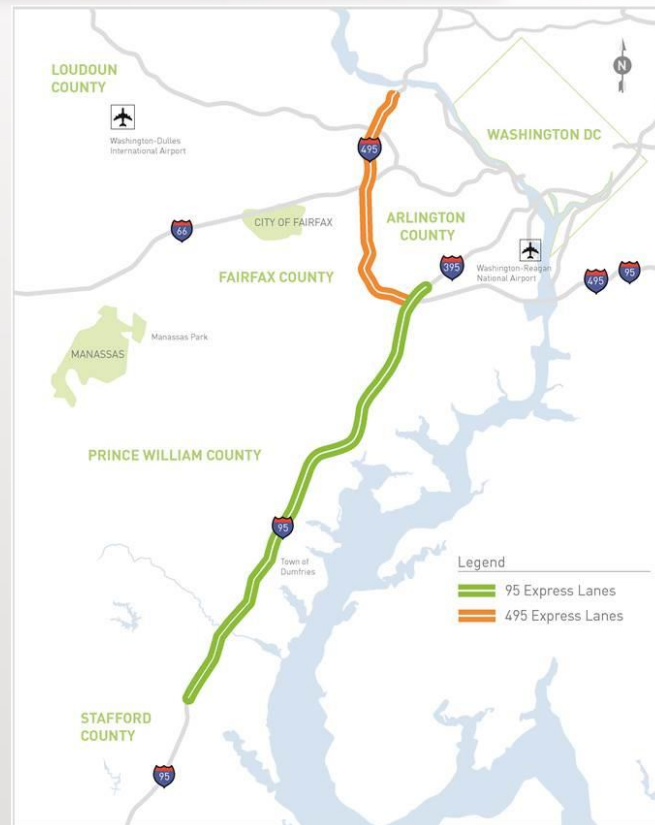 N
LOUDOUN
COUNTY
Washington-Dulles
International Airport
WASHINGTON DC
495
CITY OF FAIRFAX
ARLINGTON
COUNTY
66
395
Washington-Reagan
National Airport
FAIRFAX COUNTY
495
95
Manassas Park
MANASSAS
PRINCE WILLIAM COUNTY
95
Town of
Dumfries
Legend
95 Express Lanes
495 Express Lanes
STAFFORD
COUNTY
95